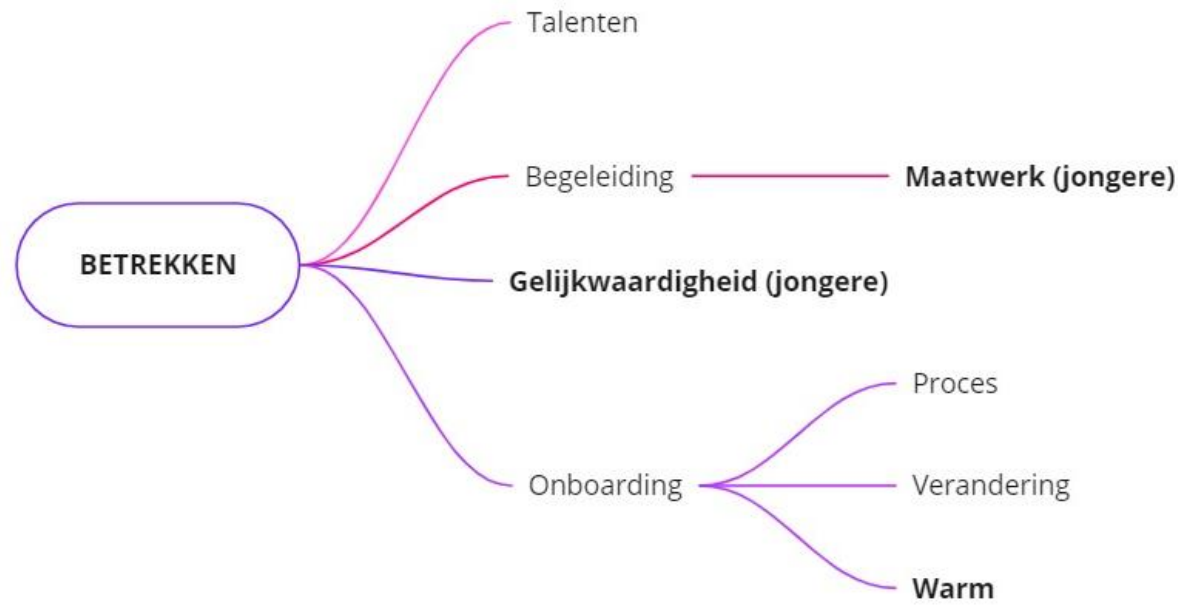 Talenten
Begeleiding
Maatwerk (jongere)
BETREKKEN
Gelijkwaardigheid (jongere)
Proces
Onboarding
Verandering
Warm